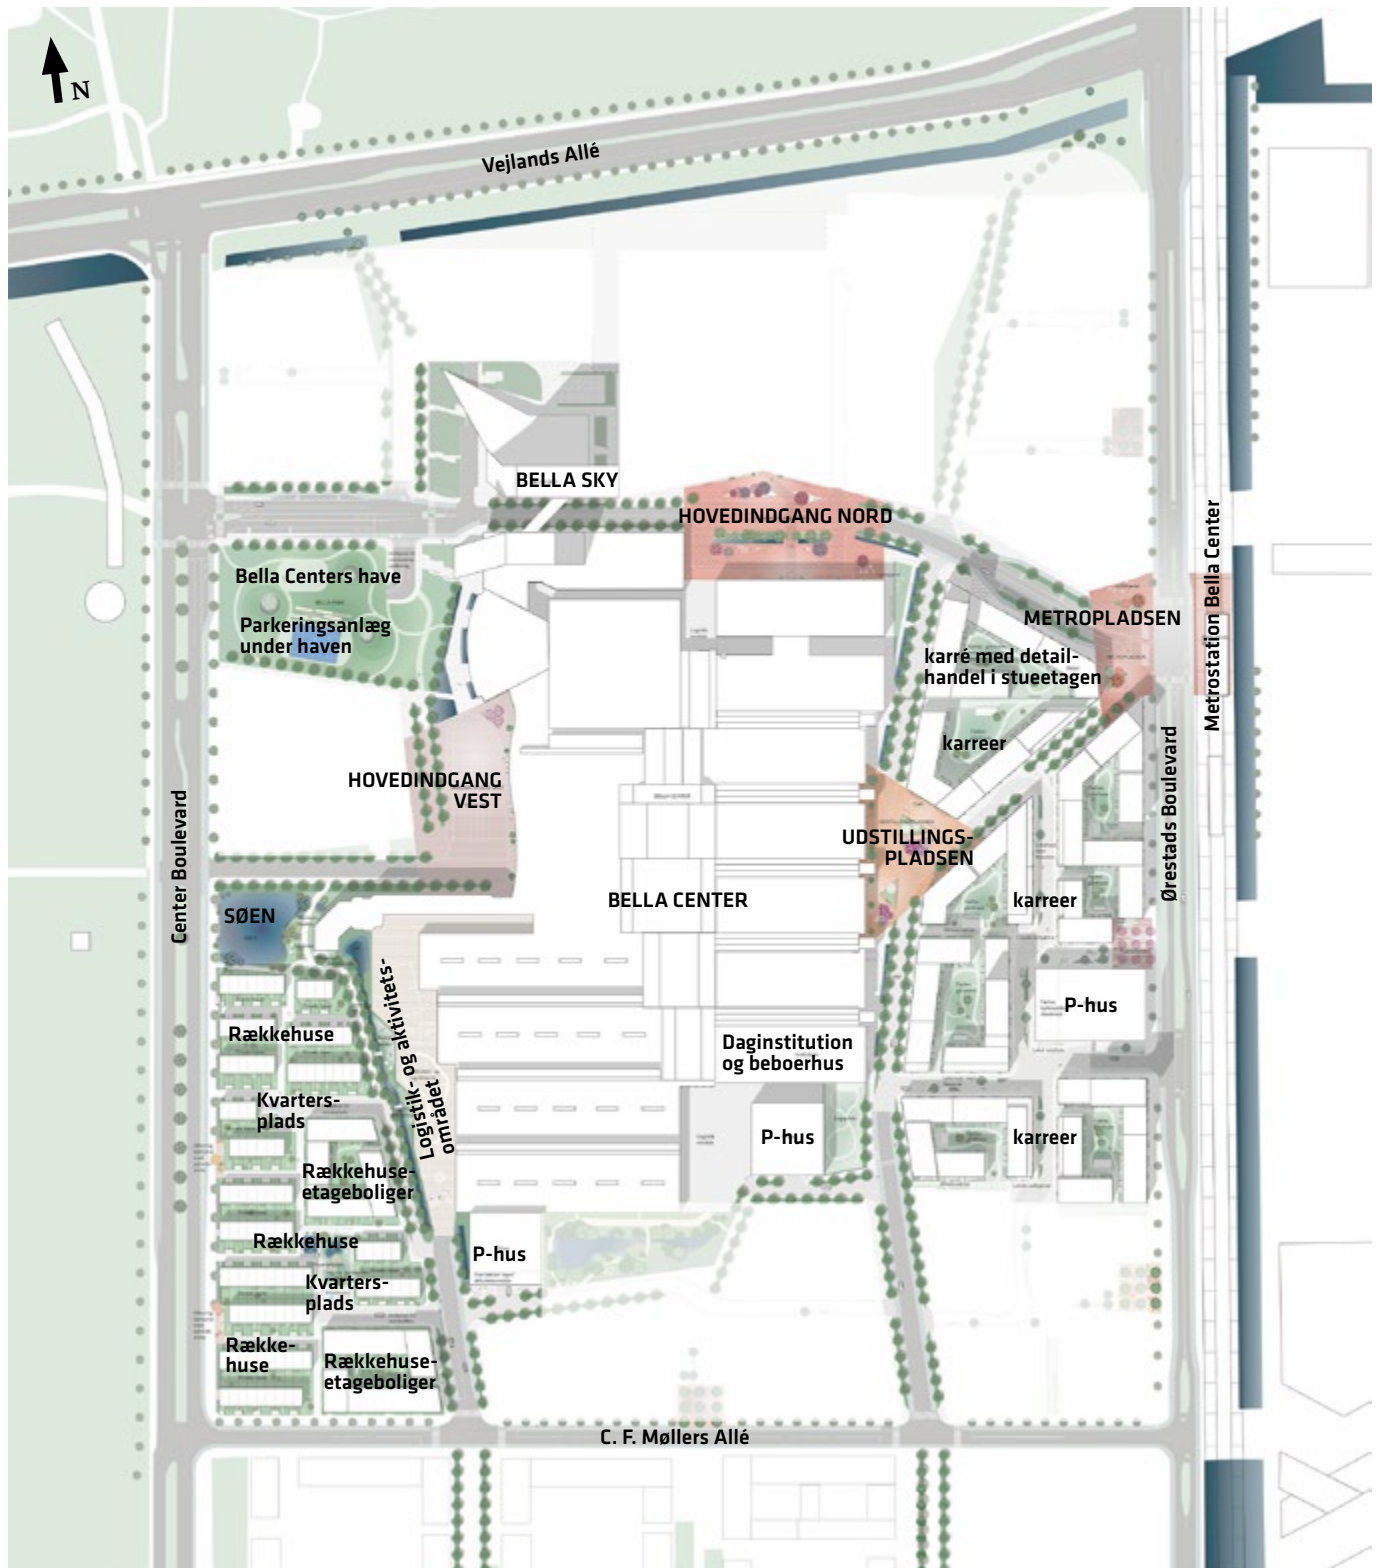 N
Vejlands Allé
BELLA SKY
HOVEDINDGANG NORD
Metrostation Bella Center
Bella Centers have
Parkeringsanlæg
under haven
METROPLADSEN
karré med detail-
handel i stueetagen
karreer
HOVEDINDGANG
VEST
Ørestads Boulevard
Center Boulevard
UDSTILLINGS-
PLADSEN
BELLA CENTER
karreer
SØEN
Logistik- og aktivitets-
området
P-hus
Rækkehuse
Daginstitution
og beboerhus
Kvarters-
plads
P-hus
karreer
Rækkehuse-
etageboliger
Rækkehuse
P-hus
Kvarters-
plads
Række-
huse
Rækkehuse-
etageboliger
C. F. Møllers Allé